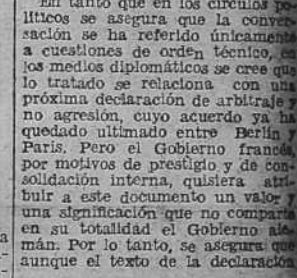 En tanto que en los círculos po-
líticos se asegura que la conver-
sación se ha referido únicamente
a cuestiones de orden técnico, en
los medios diplomáticos se cree que
lo tratado se relaciona con una
próxima declaración de arbitraje y
no agresión, cuyo acuerdo ya ha
quedado ultimado entre Berlín y
París. Pero el Gobierno francés,
por motivos de prestigio y de con-
solidación interna, quisiera atri-
buir a este documento un valor y
una significación que no comparte
en su totalidad el Gobierno ale-
mán. Por lo tanto, se asegura que
aunque el texto de la declaración
a